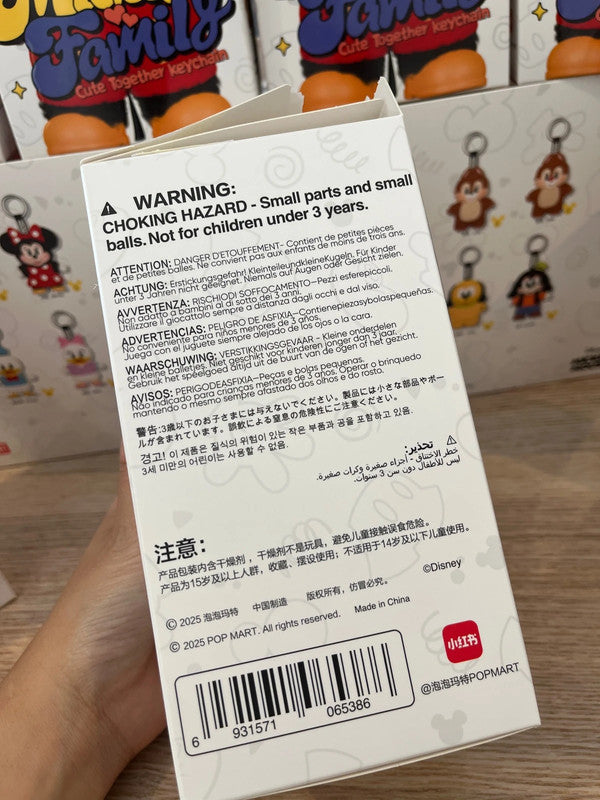 Family
Cute Together keychain
Family
Cute Together keychain
Family
Cute Together keychain
⚠ WARNING:
CHOKING HAZARD - Small parts and small
balls. Not for children under 3 years.
ATTENTION: DANGER D'ETOUFFEMENT- Contient de petites pièces
et de petites balles. Ne convient pas aux enfants de moins de trois ans.
ACHTUNG: Erstickungsgefahr! KleinteileundkleineKugeln. Für Kinder
unter 3 Jahren nicht geeignet. Niemals auf Augen oder Gesicht zielen.
AVVERTENZA: RISCHIODI SOFFOCAMENTO—Pezzi esferepiccoli.
Non adatto a bambini di di sotto dei 3 anni.
Utilizzare il giocattolo sempre a distanza dagli occhi e dal viso.
ADVERTENCIAS: PELIGRO DE ASFIXIA—Contienepiezasybolaspequeñas.
No conveniente para niños menores de 3 años.
Juega con el juguete siempre alejado de los ojos o la cara.
WAARSCHUWING: VERSTIKKINGSGEVAAR - Kleine onderdelen
en kleine balletjes. Niet geschikt voor kinderen jonger dan 3 jaar.
Gebruik het speelgoed altijd uit de buurt van de ogen of het gezicht.
AVISOS: PERIGODEASFIXIA—Peças e bolas pequenas.
Não indicado para crianças menores de 3 anos. Operar o brinquedo
mantendo o mesmo sempre afastado dos olhos e do rosto.
警告:3歳以下のお子さまには与えないでください。製品には小さな部品やボー
ルが含まれています。誤飲による窒息の危険性にご注意ください。
경고! 이 제품은 질식의 위험이 있는 작은 부품과 공을 포함하고 있음.
3세 미만의 어린이는 사용할 수 없음.
⚠ تحذير:
خطر الاختناق - أجزاء صغيرة وكرات صغيرة.
ليس للأطفال دون سن 3 سنوات.
注意：
产品包装内含干燥剂，干燥剂不是玩具，避免儿童接触误食危险。
产品为15岁及以上人群，收藏、摆设使用；不适用于14岁及以下儿童使用。
©Disney
© 2025 泡泡玛特 中国制造 版权所有，仿冒必究。
© 2025 POP MART. All rights reserved. Made in China
小红书
@泡泡玛特POPMART
6 931571 065386